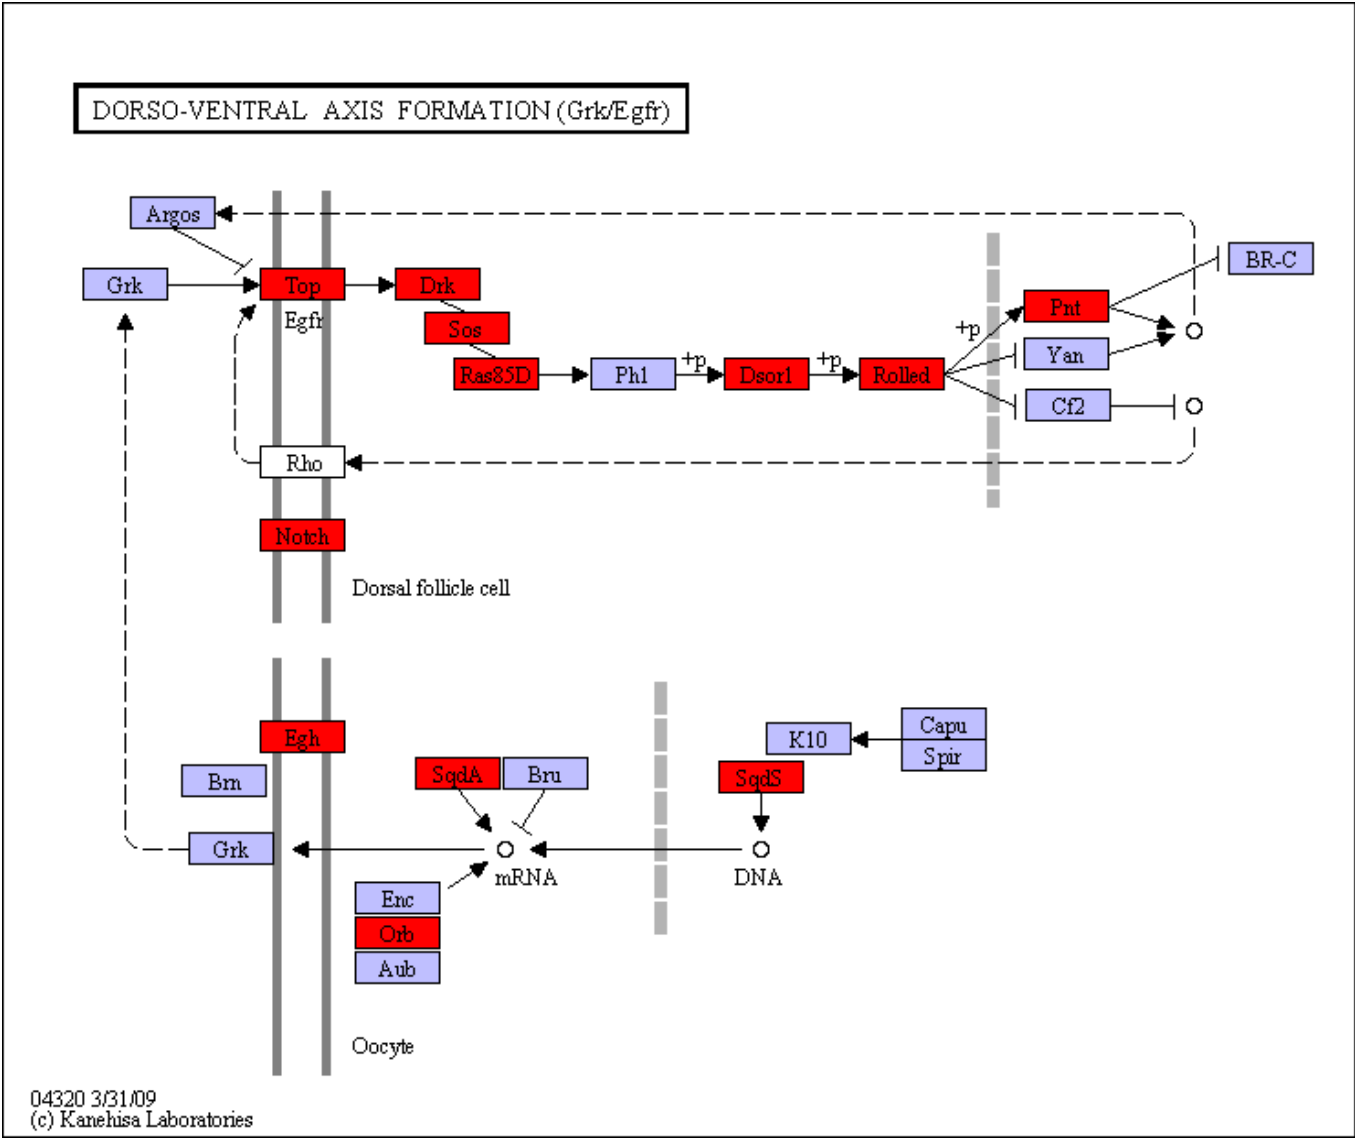 DORSO-VENTRAL AXIS FORMATION (Grk/Egfr)
Argos
BR-C
Grk
Top
Drk
Egfr
Pnt
Sos
+p
Yan
Ras85D
Ph1
+p
Dsor1
+p
Rolled
Cf2
Rho
Notch
Dorsal follicle cell
Egh
Capu
K10
Spir
Brn
SqdA
Bru
SqdS
Grk
mRNA
DNA
Enc
Orb
Aub
Oocyte
04320 3/31/09
(c) Kanehisa Laboratories